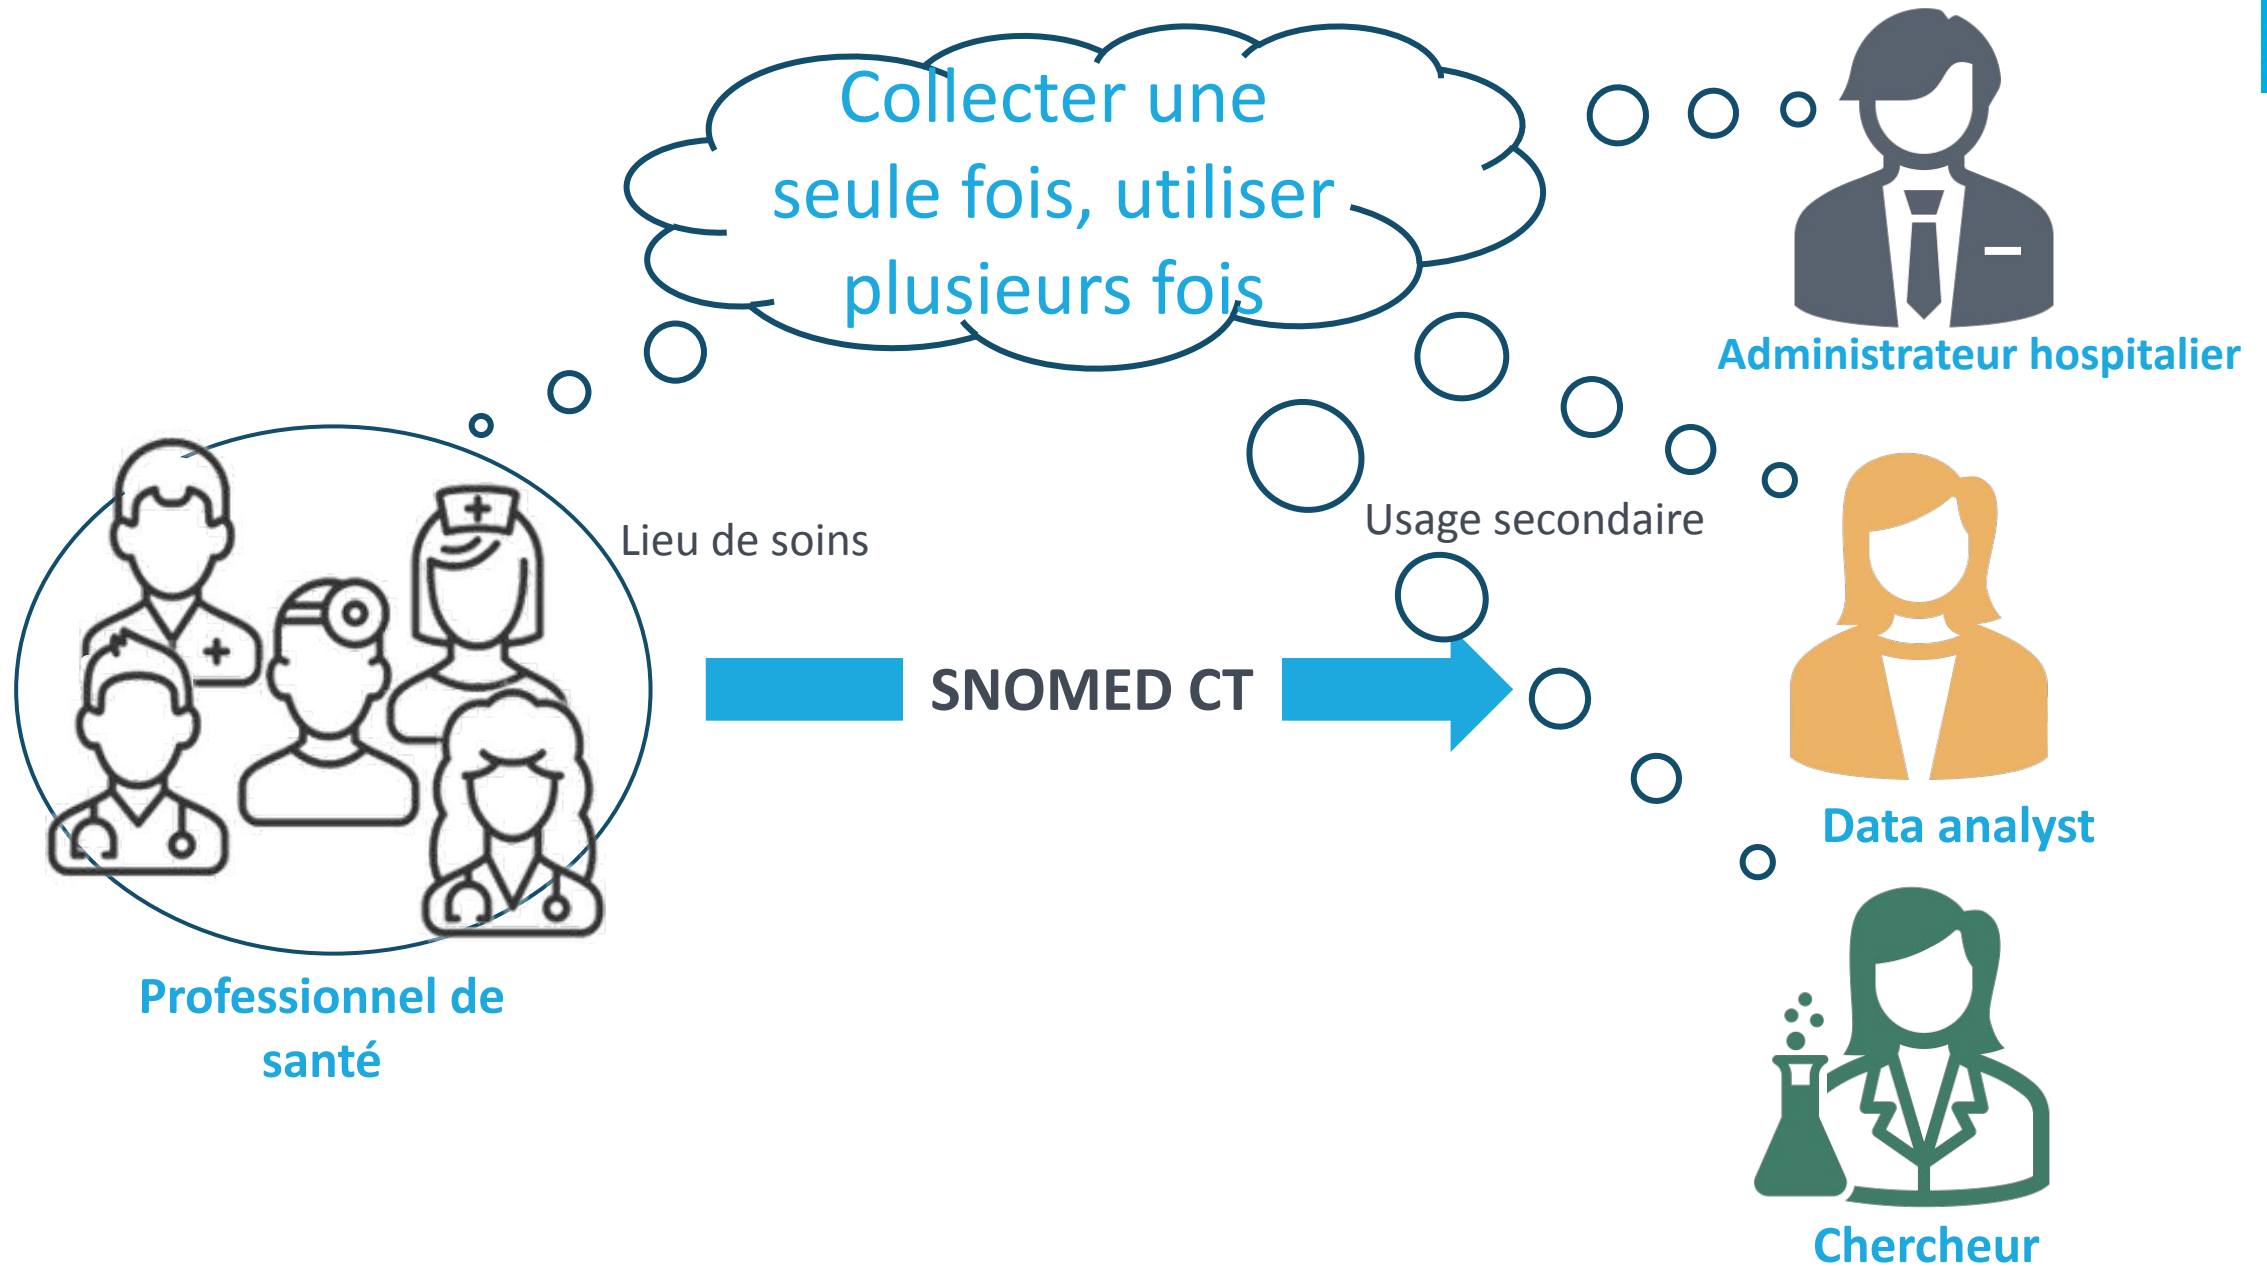 Collecter une
seule fois, utiliser
plusieurs fois
Administrateur hospitalier
Lieu de soins
Usage secondaire
SNOMED CT
Data analyst
Professionnel de
santé
Chercheur